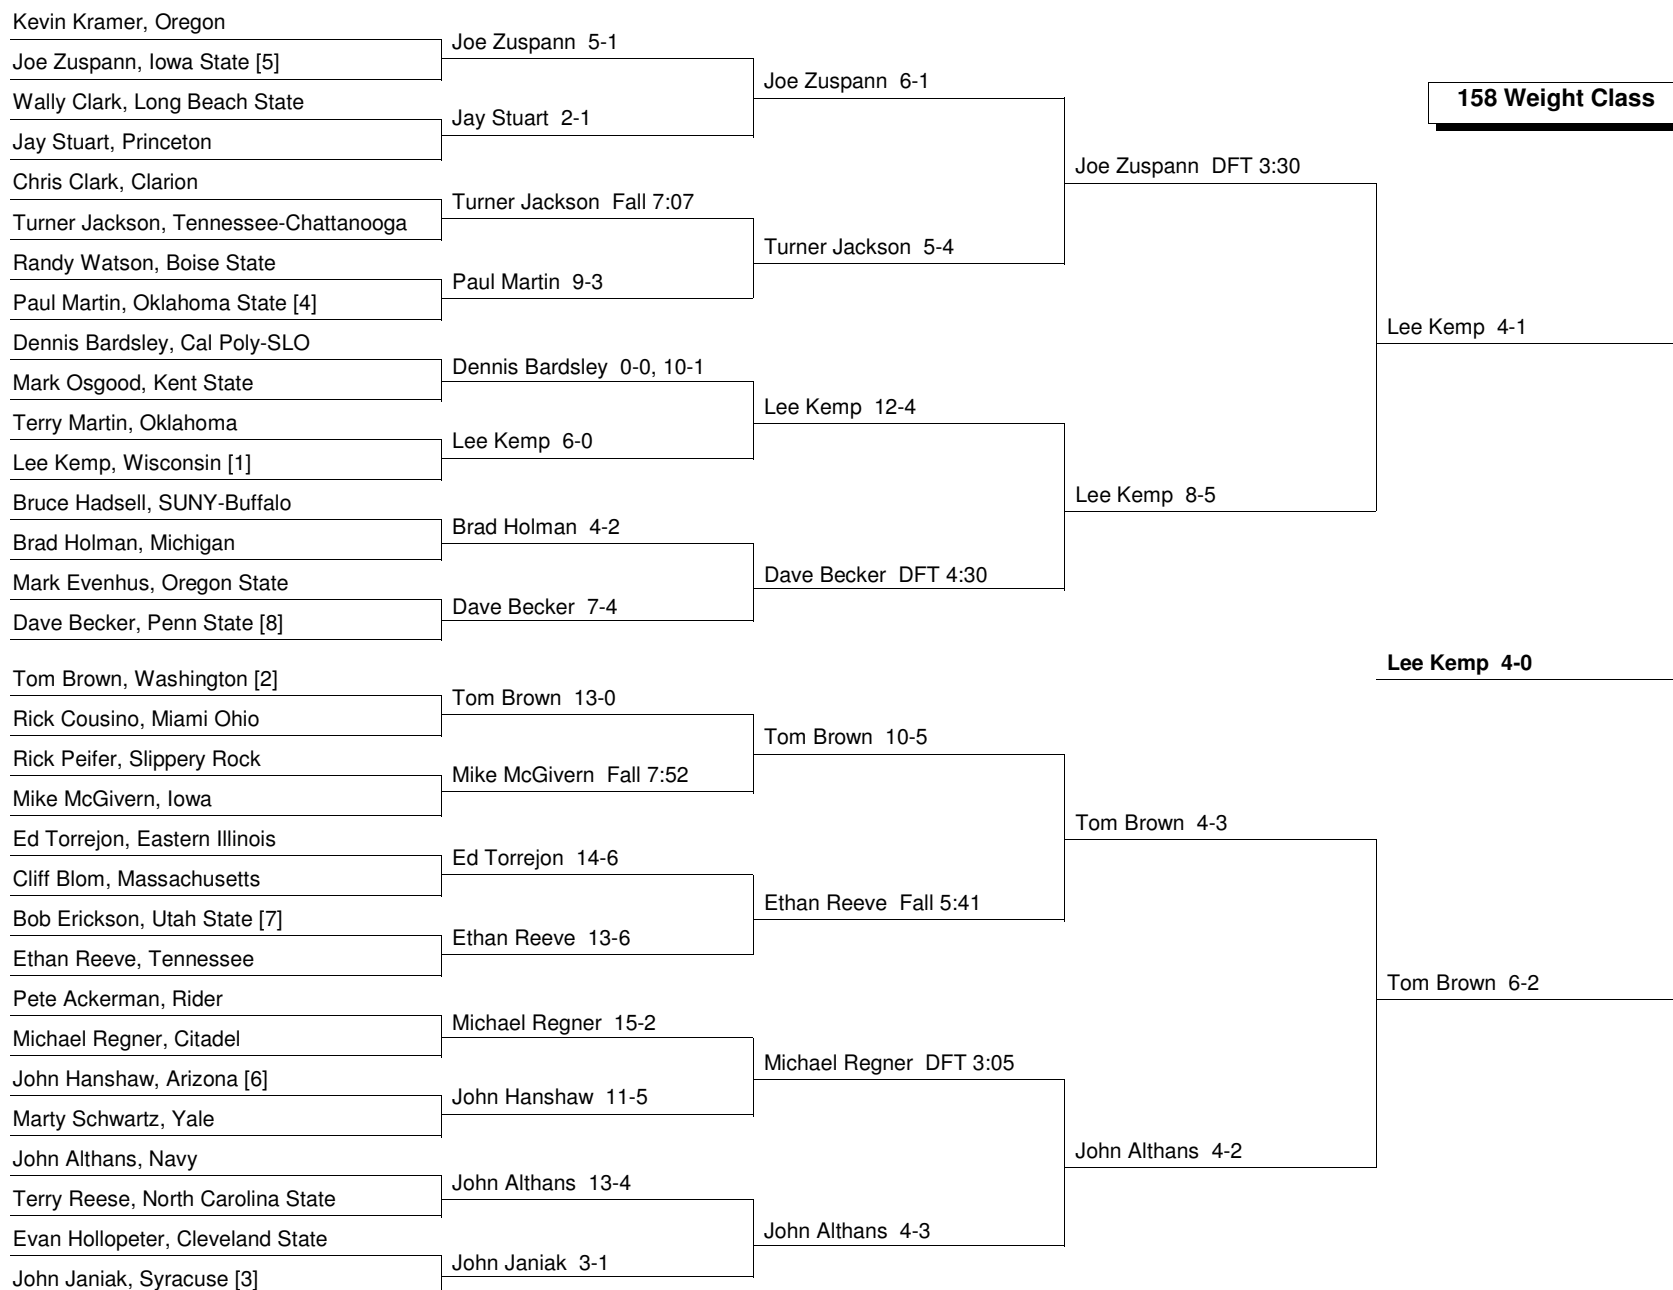 Kevin Kramer, Oregon
Joe Zuspann, Iowa State [5]
Wally Clark, Long Beach State
Jay Stuart, Princeton
Chris Clark, Clarion
Turner Jackson, Tennessee-Chattanooga
Randy Watson, Boise State
Paul Martin, Oklahoma State [4]
Dennis Bardsley, Cal Poly-SLO
Mark Osgood, Kent State
Terry Martin, Oklahoma
Lee Kemp, Wisconsin [1]
Bruce Hadsell, SUNY-Buffalo
Brad Holman, Michigan
Mark Evenhus, Oregon State
Dave Becker, Penn State [8]
Tom Brown, Washington [2]
Rick Cousino, Miami Ohio
Rick Peifer, Slippery Rock
Mike McGivern, Iowa
Ed Torrejon, Eastern Illinois
Cliff Blom, Massachusetts
Bob Erickson, Utah State [7]
Ethan Reeve, Tennessee
Pete Ackerman, Rider
Michael Regner, Citadel
John Hanshaw, Arizona [6]
Marty Schwartz, Yale
John Althans, Navy
Terry Reese, North Carolina State
Evan Hollopeter, Cleveland State
John Janiak, Syracuse [3]
Joe Zuspann 5-1
Jay Stuart 2-1
Turner Jackson Fall 7:07
Paul Martin 9-3
Dennis Bardsley 0-0, 10-1
Lee Kemp 6-0
Brad Holman 4-2
Dave Becker 7-4
Tom Brown 13-0
Mike McGivern Fall 7:52
Ed Torrejon 14-6
Ethan Reeve 13-6
Michael Regner 15-2
John Hanshaw 11-5
John Althans 13-4
John Janiak 3-1
Joe Zuspann 6-1
Turner Jackson 5-4
Lee Kemp 12-4
Dave Becker DFT 4:30
Tom Brown 10-5
Ethan Reeve Fall 5:41
Michael Regner DFT 3:05
John Althans 4-3
Joe Zuspann DFT 3:30
Lee Kemp 8-5
Tom Brown 4-3
John Althans 4-2
158 Weight Class
Lee Kemp 4-1
Lee Kemp 4-0
Tom Brown 6-2